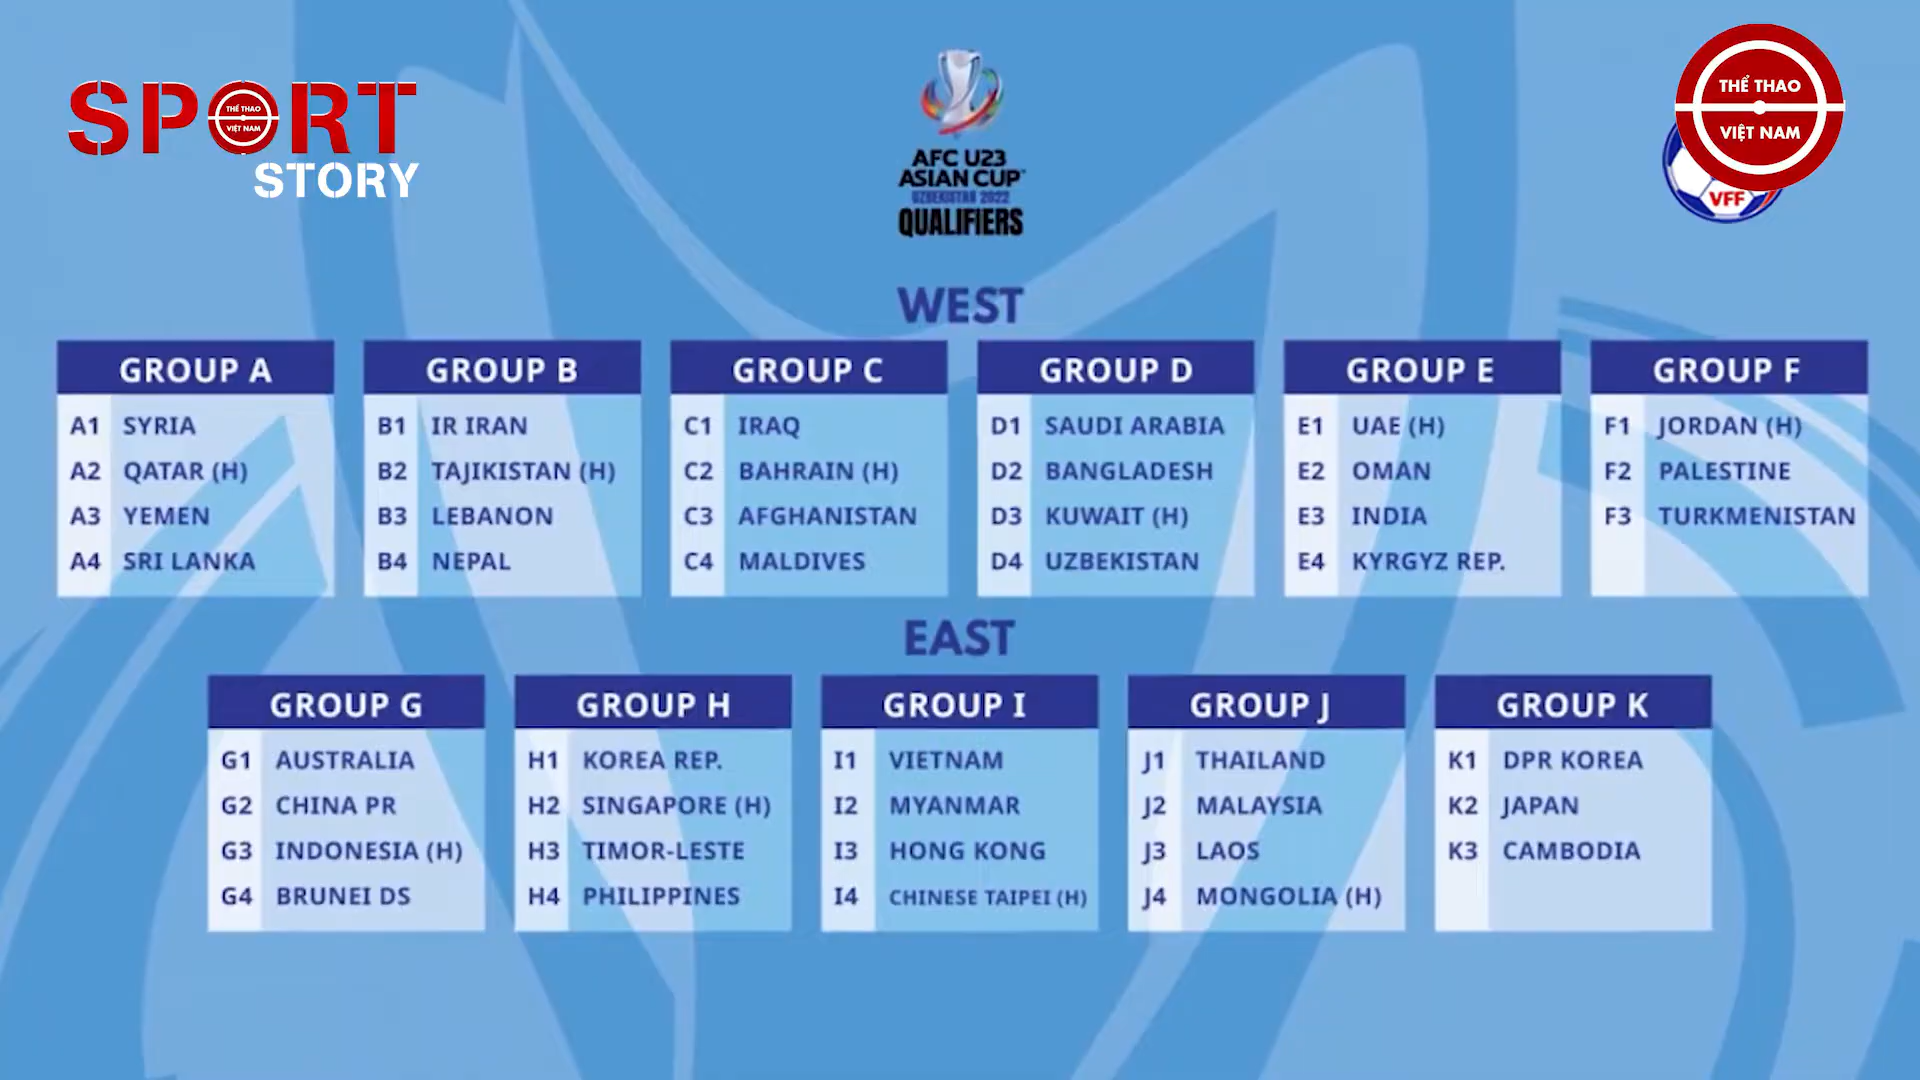 SPORT
THỂ THAO
VIỆT NAM
STORY
AFC U23
ASIAN CUP
UZBEKISTAN 2022
QUALIFIERS
THỂ THAO
VIỆT NAM
VFF
WEST
GROUP A
A1 SYRIA
A2 QATAR (H)
A3 YEMEN
A4 SRI LANKA
GROUP B
B1 IR IRAN
B2 TAJIKISTAN (H)
B3 LEBANON
B4 NEPAL
GROUP C
C1 IRAQ
C2 BAHRAIN (H)
C3 AFGHANISTAN
C4 MALDIVES
GROUP D
D1 SAUDI ARABIA
D2 BANGLADESH
D3 KUWAIT (H)
D4 UZBEKISTAN
GROUP E
E1 UAE (H)
E2 OMAN
E3 INDIA
E4 KYRGYZ REP.
GROUP F
F1 JORDAN (H)
F2 PALESTINE
F3 TURKMENISTAN
EAST
GROUP G
G1 AUSTRALIA
G2 CHINA PR
G3 INDONESIA (H)
G4 BRUNEI DS
GROUP H
H1 KOREA REP.
H2 SINGAPORE (H)
H3 TIMOR-LESTE
H4 PHILIPPINES
GROUP I
I1 VIETNAM
I2 MYANMAR
I3 HONG KONG
I4 CHINESE TAIPEI (H)
GROUP J
J1 THAILAND
J2 MALAYSIA
J3 LAOS
J4 MONGOLIA (H)
GROUP K
K1 DPR KOREA
K2 JAPAN
K3 CAMBODIA